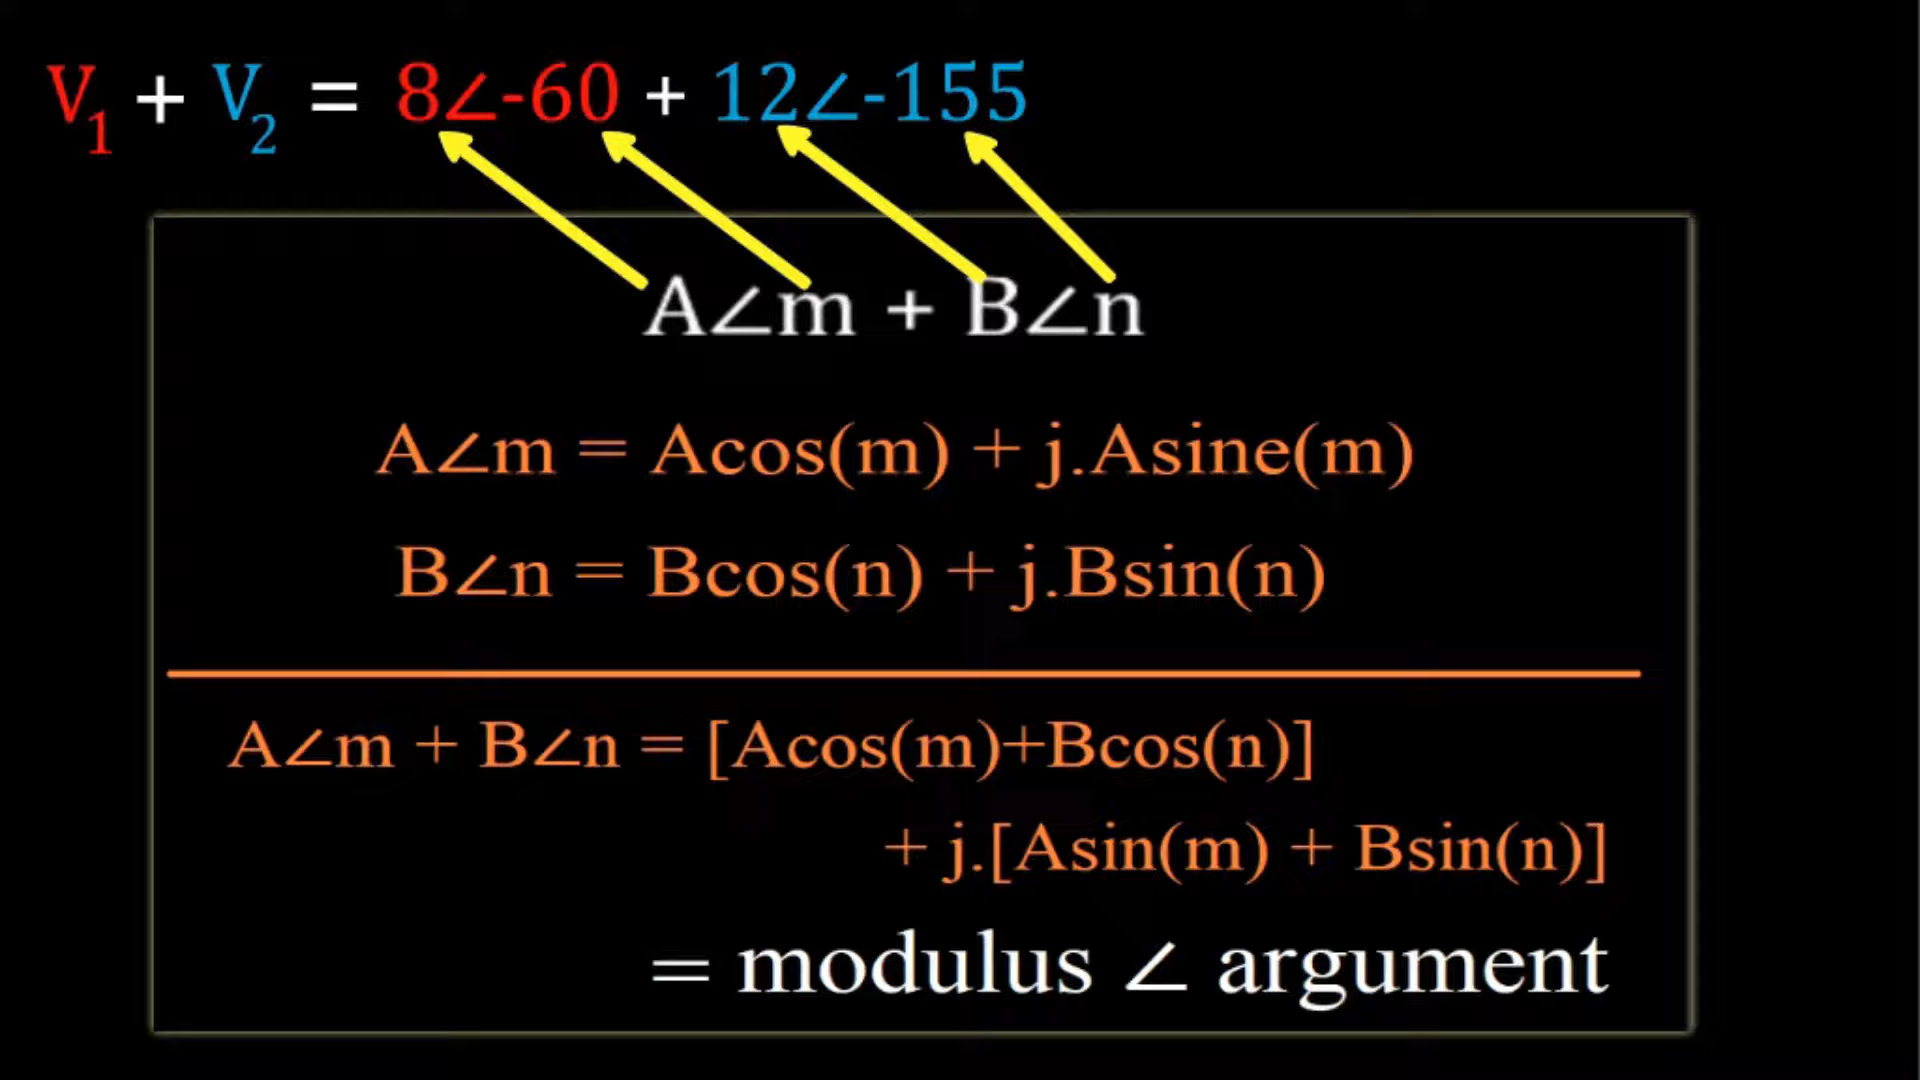 V₁ + V₂ = 8∠-60 + 12∠-155
A∠m + B∠n
A∠m = Acos(m) + j.Asine(m)
B∠n = Bcos(n) + j.Bsin(n)
A∠m + B∠n = [Acos(m)+Bcos(n)]
+ j.[Asin(m) + Bsin(n)]
= modulus ∠ argument